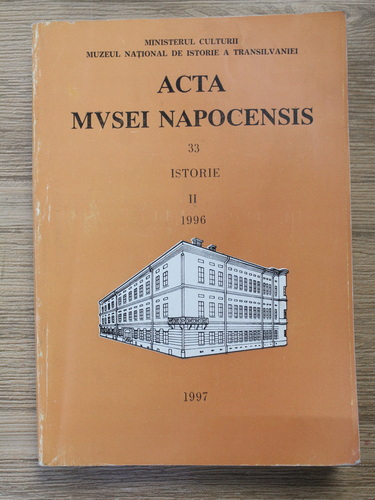 MINISTERUL CULTURII
MUZEUL NAȚIONAL DE ISTORIE A TRANSILVANIEI
ACTA
MVSEI NAPOCENSIS
33
ISTORIE
II
1996
1997